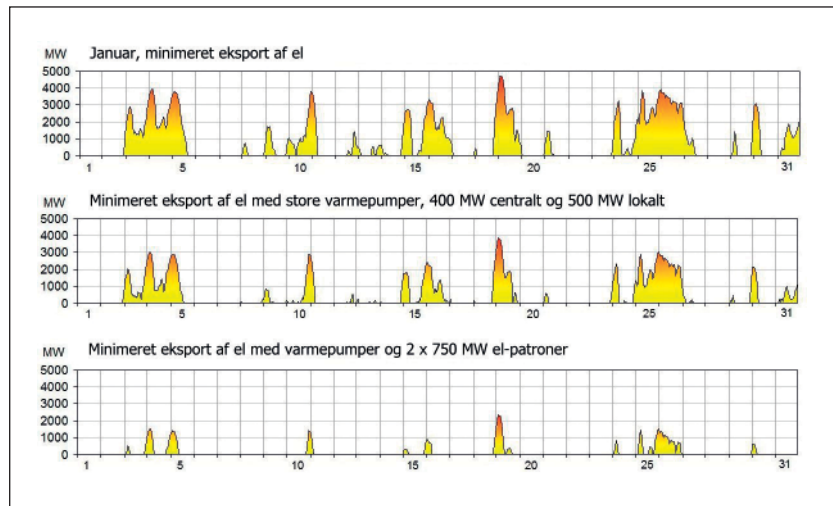 Januar, minimeret eksport af el
MW
5000
4000
3000
2000
1000
0
1 5 10 15 20 25 31
Minimeret eksport af el med store varmepumper, 400 MW centralt og 500 MW lokalt
MW
5000
4000
3000
2000
1000
0
1 5 10 15 20 25 31
Minimeret eksport af el med varmepumper og 2 x 750 MW el-patroner
MW
5000
4000
3000
2000
1000
0
1 5 10 15 20 25 31